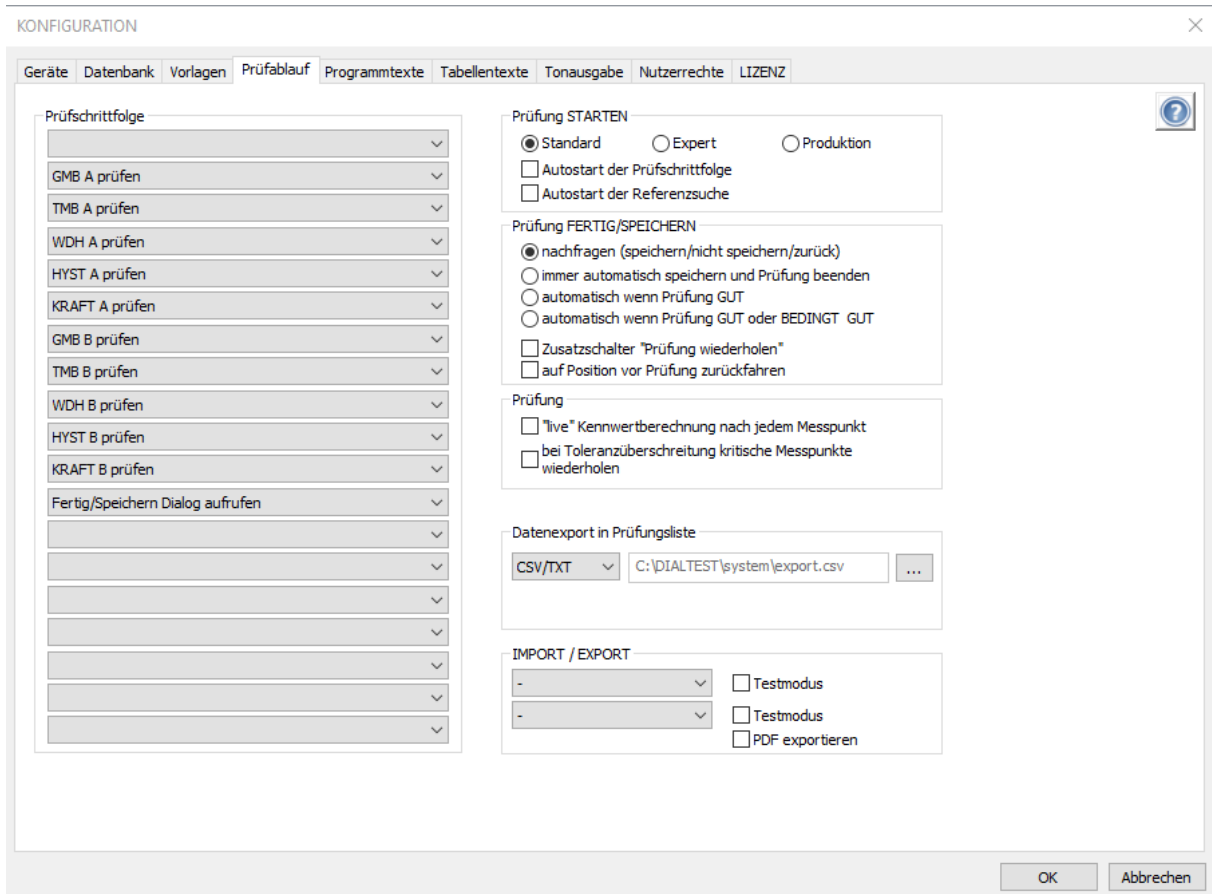 KONFIGURATION
Geräte Datenbank Vorlagen Prüfablauf Programmtexte Tabellentexte Tonausgabe Nutzerrechte LIZENZ
Prüfschrittfolge
GMB A prüfen
TMB A prüfen
WDH A prüfen
HYST A prüfen
KRAFT A prüfen
GMB B prüfen
TMB B prüfen
WDH B prüfen
HYST B prüfen
KRAFT B prüfen
Fertig/Speichern Dialog aufrufen
Prüfung STARTEN
Standard Expert Produktion
Autostart der Prüfschrittfolge
Autostart der Referenzsuche
Prüfung FERTIG/SPEICHERN
nachfragen (speichern/nicht speichern/zurück)
immer automatisch speichern und Prüfung beenden
automatisch wenn Prüfung GUT
automatisch wenn Prüfung GUT oder BEDINGT GUT
Zusatzschalter "Prüfung wiederholen"
auf Position vor Prüfung zurückfahren
Prüfung
"live" Kennwertberechnung nach jedem Messpunkt
bei Toleranzüberschreitung kritische Messpunkte
wiederholen
Datenexport in Prüfungsliste
CSV/TXT C:\DIALTEST\system\export.csv ...
IMPORT / EXPORT
- Testmodus
- Testmodus
PDF exportieren
?
OK Abbrechen